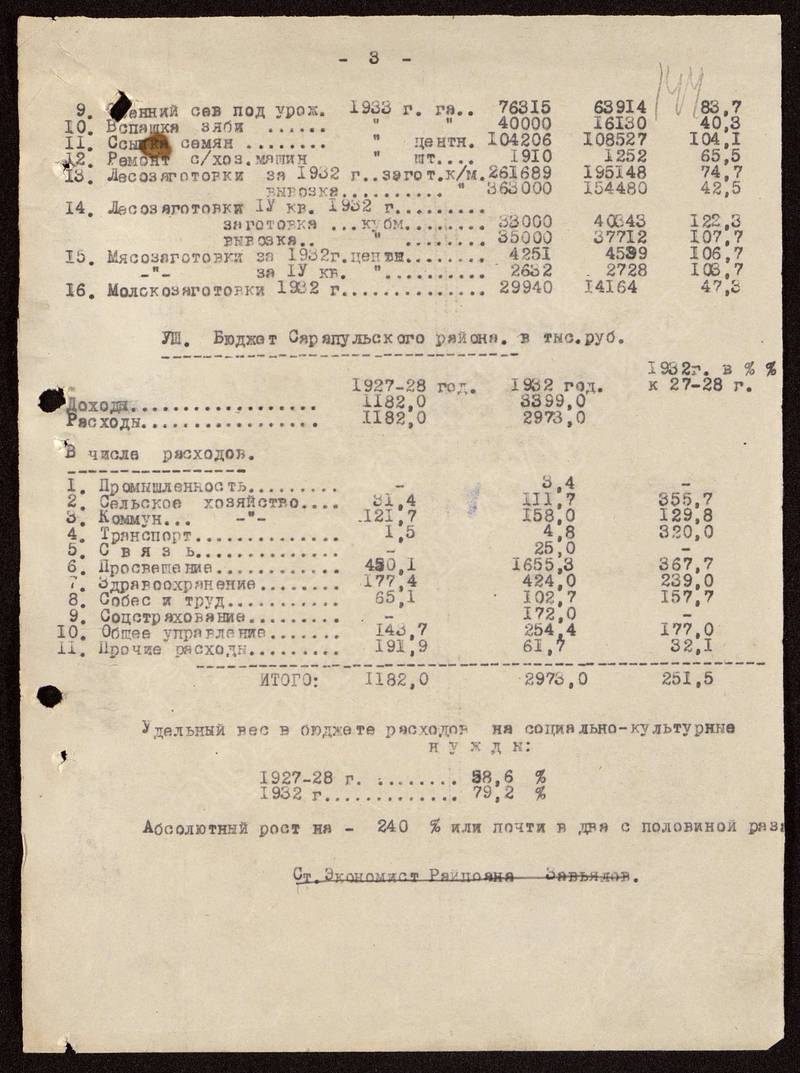 - 3 -
144
9. Осенний сев под урож. 1933 г. га.. 76315 63914 83,7
10. Вспашка зяби ...... " " 40000 16130 40,3
11. Ссыпка семян ........ " центн. 104206 108527 104,1
12. Ремонт с/хоз.машин " шт.... 1910 1252 65,5
13. Лесозаготовки за 1932 г..загот.к/м. 261689 195148 74,7
вывозка.......... " 363000 154480 42,5
14. Лесозяготовки IУ кв. 1932 г.........
заготовка ...кубм......... 33000 40343 122,3
вывозка.. " ........ 35000 37712 107,7
15. Мясозаготовки за 1932г.центн........ 4251 4539 106,7
-"- за IУ кв. ".......... 2632 2728 103,7
16. Молскозаготовки 1932 г.............. 29940 14164 47,3
УШ. Бюджет Сарапульского района. в тыс.руб.
1932г. в % %
1927-28 год. 1932 год. к 27-28 г.
Доходы.................. 1182,0 3399,0
Расходы................. 1182,0 2973,0
В числе расходов.
1. Промышленность......... - 3,4 -
2. Сельское хозяйство.... 31,4 111,7 355,7
3. Коммун... -"- 121,7 158,0 129,8
4. Транспорт.............. 1,5 4,8 320,0
5. С в я з ь.............. - 25,0 -
6. Просвещение............ 450,1 1655,3 367,7
7. Здравоохранение........ 177,4 424,0 239,0
8. Собес и труд........... 65,1 102,7 157,7
9. Соцстрахование......... - 172,0 -
10. Общее управление....... 143,7 254,4 177,0
11. Прочие расходы......... 191,9 61,7 32,1
ИТОГО: 1182,0 2973,0 251,5
Удельный вес в бюджете расходов на социально-культурные
н у ж д ы:
1927-28 г. ......... 58,6 %
1932 г............. 79,2 %
Абсолютный рост на - 240 % или почти в два с половиной раза
Ст.Экономист Райпоана Завьялов.